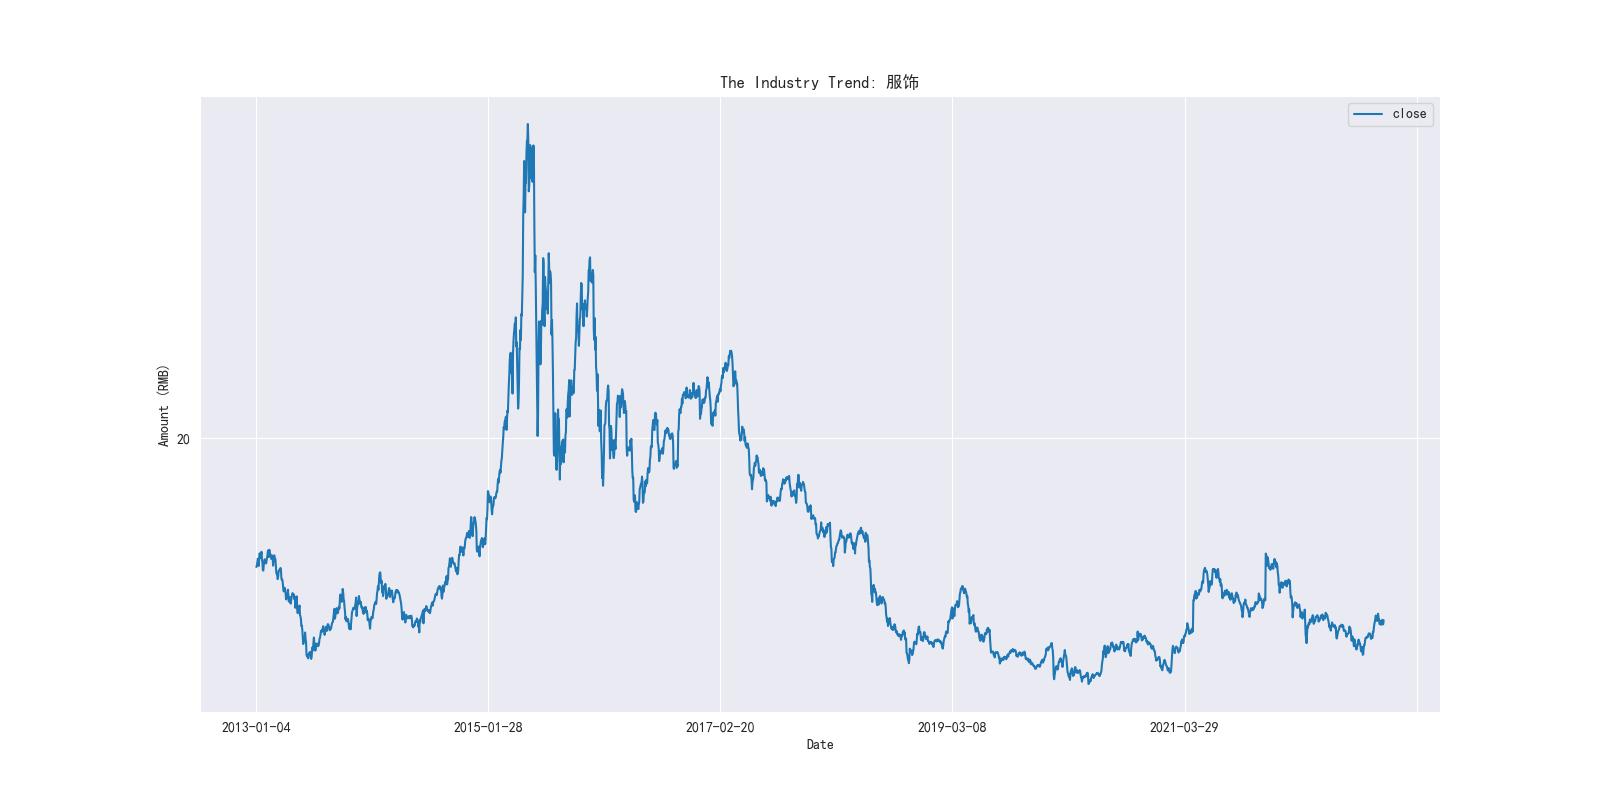 The Industry Trend: 服饰
close
Amount (RMB)
20
2013-01-04
2015-01-28
2017-02-20
2019-03-08
2021-03-29
Date